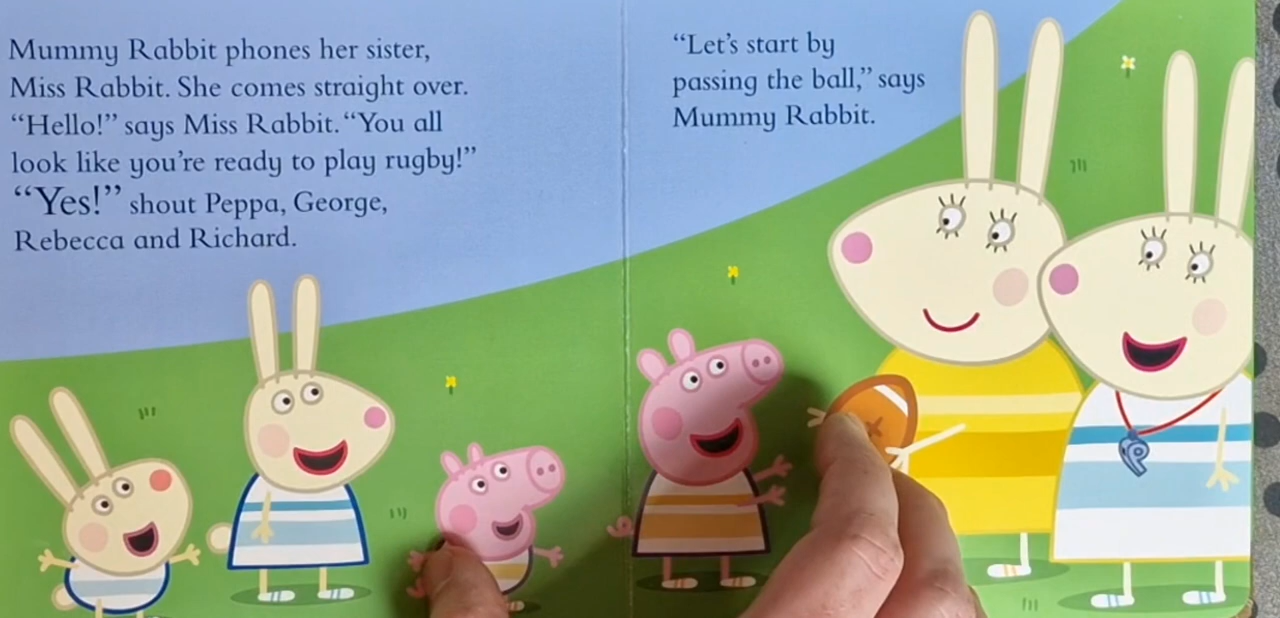 Mummy Rabbit phones her sister,
Miss Rabbit. She comes straight over.
“Hello!” says Miss Rabbit. “You all
look like you’re ready to play rugby!”
“Yes!” shout Peppa, George,
Rebecca and Richard.
“Let’s start by
passing the ball,” says
Mummy Rabbit.